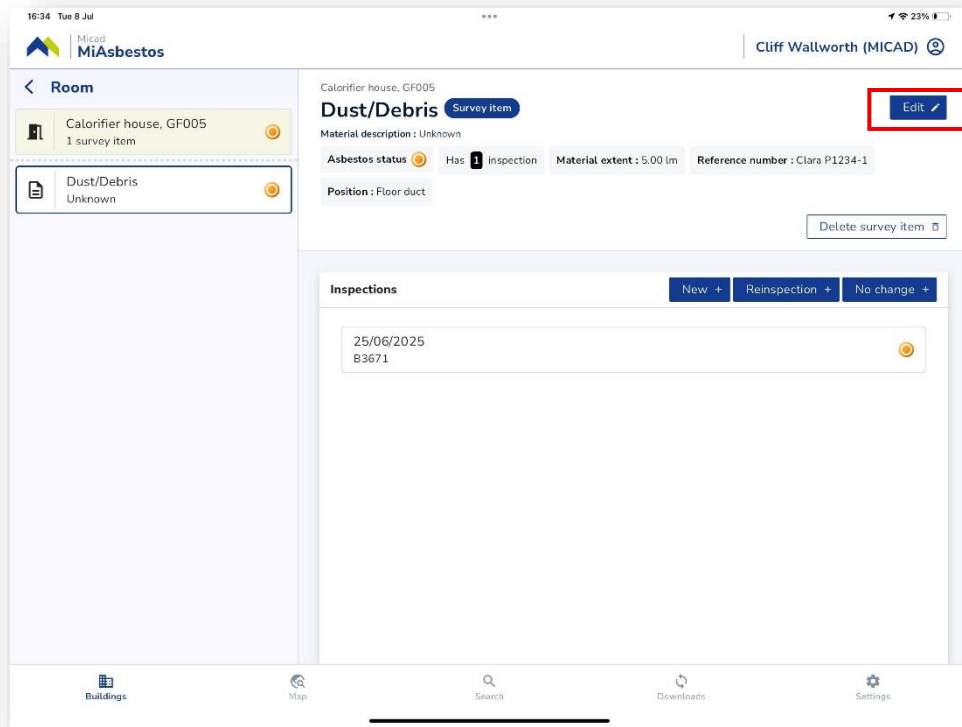 16:34 Tue 8 Jul
23%
Micad
MiAsbestos
Cliff Wallworth (MICAD)
Room
Calorifier house, GF005
1 survey item
Dust/Debris
Unknown
Calorifier house, GF005
Dust/Debris Survey item
Edit
Material description : Unknown
Asbestos status Has 1 inspection Material extent : 5.00 lm Reference number : Clara P1234-1
Position : Floor duct
Delete survey item
Inspections New + Reinspection + No change +
25/06/2025
B3671
Buildings Map Search Downloads Settings